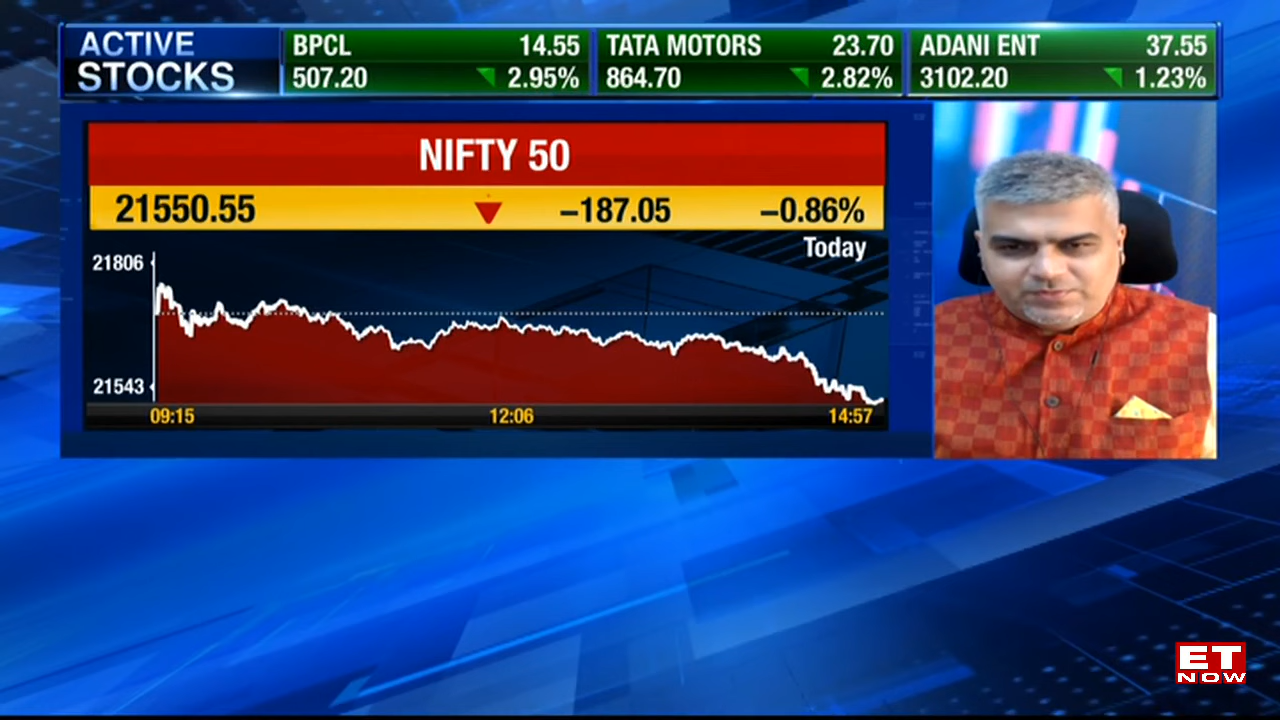 ACTIVE
STOCKS
BPCL 14.55
507.20 2.95%
TATA MOTORS 23.70
864.70 2.82%
ADANI ENT 37.55
3102.20 1.23%
NIFTY 50
21550.55 –187.05 –0.86%
Today
21806
21543
09:15 12:06 14:57
ET
NOW